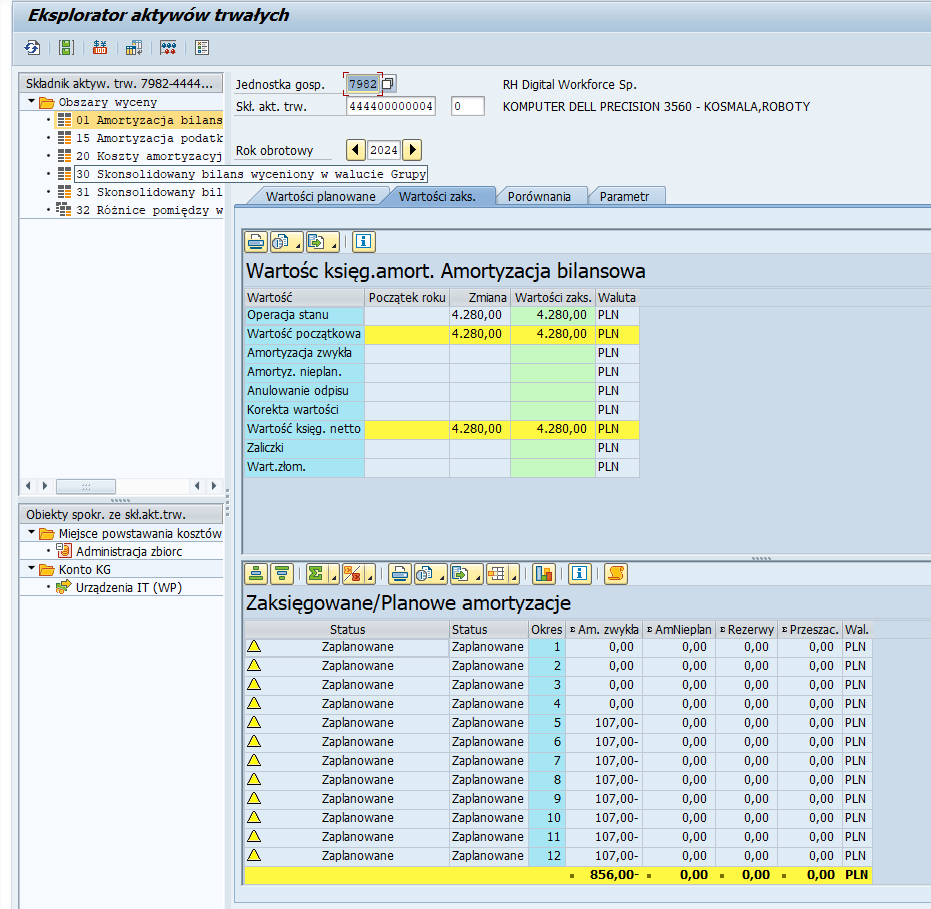 Eksplorator aktywów trwałych
Składnik aktyw. trw. 7982-4444...
Obszary wyceny
01 Amortyzacja bilans
15 Amortyzacja podatk
20 Koszty amortyzacyj
30 Skonsolidowany bilans wyceniony w walucie Grupy
31 Skonsolidowany bil
32 Różnice pomiędzy w
Obiekty spokr. ze skł.akt.trw.
Miejsce powstawania kosztów
Administracja zbiorc
Konto KG
Urządzenia IT (WP)
Jednostka gosp. 7982 RH Digital Workforce Sp.
Skł. akt. trw. 444400000004 0 KOMPUTER DELL PRECISION 3560 - KOSMALA,ROBOTY
Rok obrotowy 2024
Wartości planowane Wartości zaks. Porównania Parametr
Wartośc księg.amort. Amortyzacja bilansowa
Wartość Początek roku Zmiana Wartości zaks. Waluta
Operacja stanu 4.280,00 4.280,00 PLN
Wartość początkowa 4.280,00 4.280,00 PLN
Amortyzacja zwykła PLN
Amortyz. nieplan. PLN
Anulowanie odpisu PLN
Korekta wartości PLN
Wartość księg. netto 4.280,00 4.280,00 PLN
Zaliczki PLN
Wart.złom. PLN
Zaksięgowane/Planowe amortyzacje
Status Status Okres Σ Am. zwykła Σ AmNieplan Σ Rezerwy Σ Przeszac. Wal.
Zaplanowane Zaplanowane 1 0,00 0,00 0,00 0,00 PLN
Zaplanowane Zaplanowane 2 0,00 0,00 0,00 0,00 PLN
Zaplanowane Zaplanowane 3 0,00 0,00 0,00 0,00 PLN
Zaplanowane Zaplanowane 4 0,00 0,00 0,00 0,00 PLN
Zaplanowane Zaplanowane 5 107,00- 0,00 0,00 0,00 PLN
Zaplanowane Zaplanowane 6 107,00- 0,00 0,00 0,00 PLN
Zaplanowane Zaplanowane 7 107,00- 0,00 0,00 0,00 PLN
Zaplanowane Zaplanowane 8 107,00- 0,00 0,00 0,00 PLN
Zaplanowane Zaplanowane 9 107,00- 0,00 0,00 0,00 PLN
Zaplanowane Zaplanowane 10 107,00- 0,00 0,00 0,00 PLN
Zaplanowane Zaplanowane 11 107,00- 0,00 0,00 0,00 PLN
Zaplanowane Zaplanowane 12 107,00- 0,00 0,00 0,00 PLN
856,00- 0,00 0,00 0,00 PLN